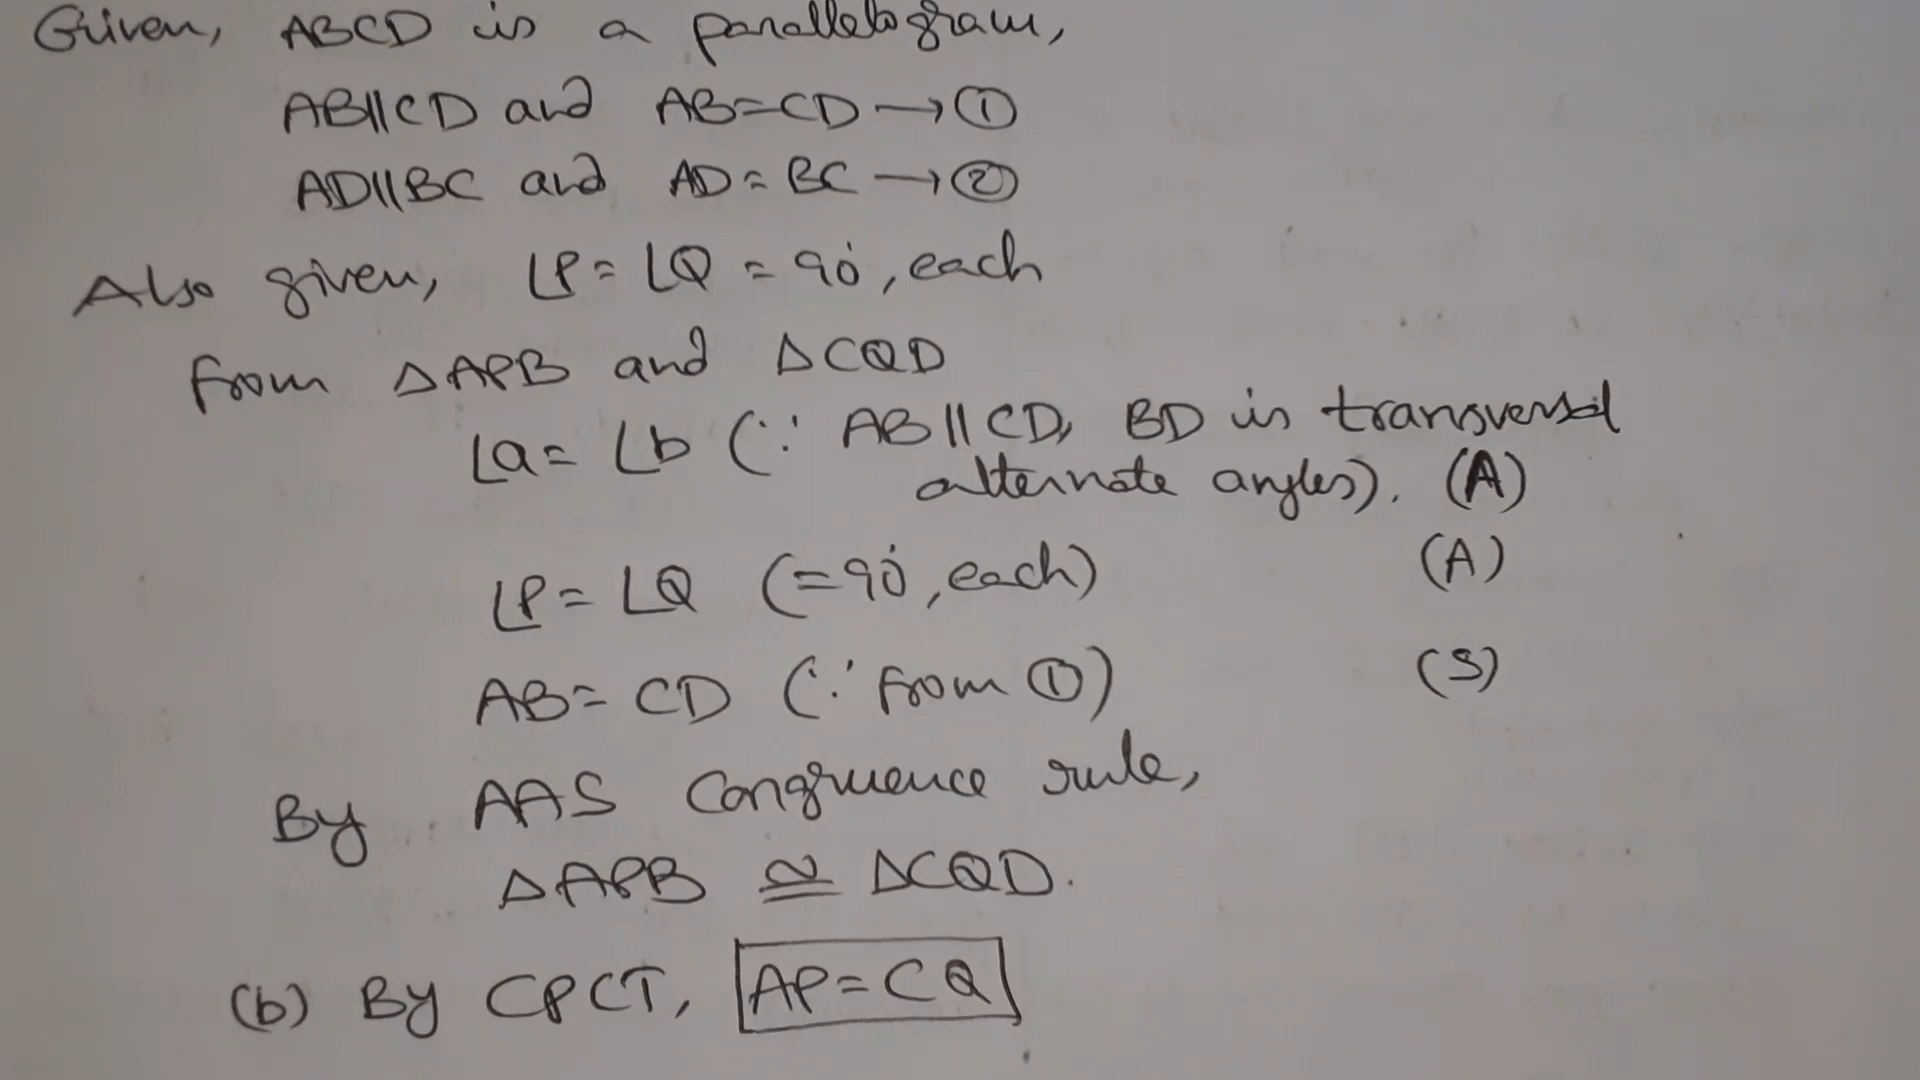 Given, ABCD is a parallelogram,
AB||CD and AB=CD → ①
AD||BC and AD=BC → ②
Also given, ∠P=∠Q=90°, each
from △APB and △CQD
∠a=∠b (∵ AB||CD, BD is transversal
alternate angles). (A)
∠P=∠Q (=90°, each) (A)
AB=CD (∵ from ①) (S)
By AAS Congruence rule,
△APB ≅ △CQD.
(b) By CPCT, AP=CQ